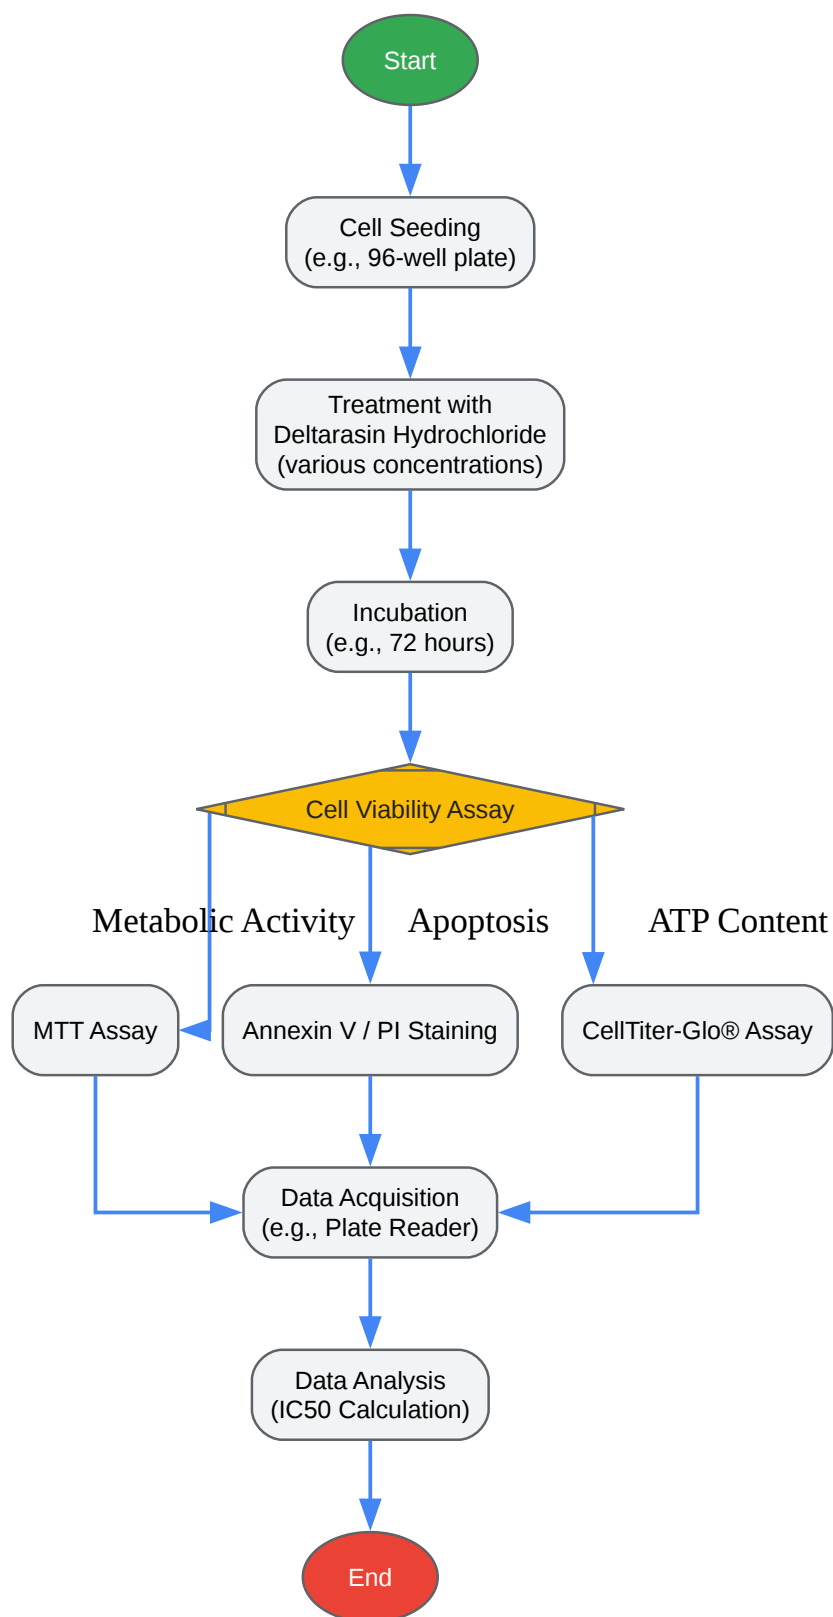 Start
Cell Seeding
(e.g., 96-well plate)
Treatment with
Deltarasin Hydrochloride
(various concentrations)
Incubation
(e.g., 72 hours)
Cell Viability Assay
Metabolic Activity
Apoptosis
ATP Content
MTT Assay
Annexin V / PI Staining
CellTiter-Glo® Assay
Data Acquisition
(e.g., Plate Reader)
Data Analysis
(IC50 Calculation)
End